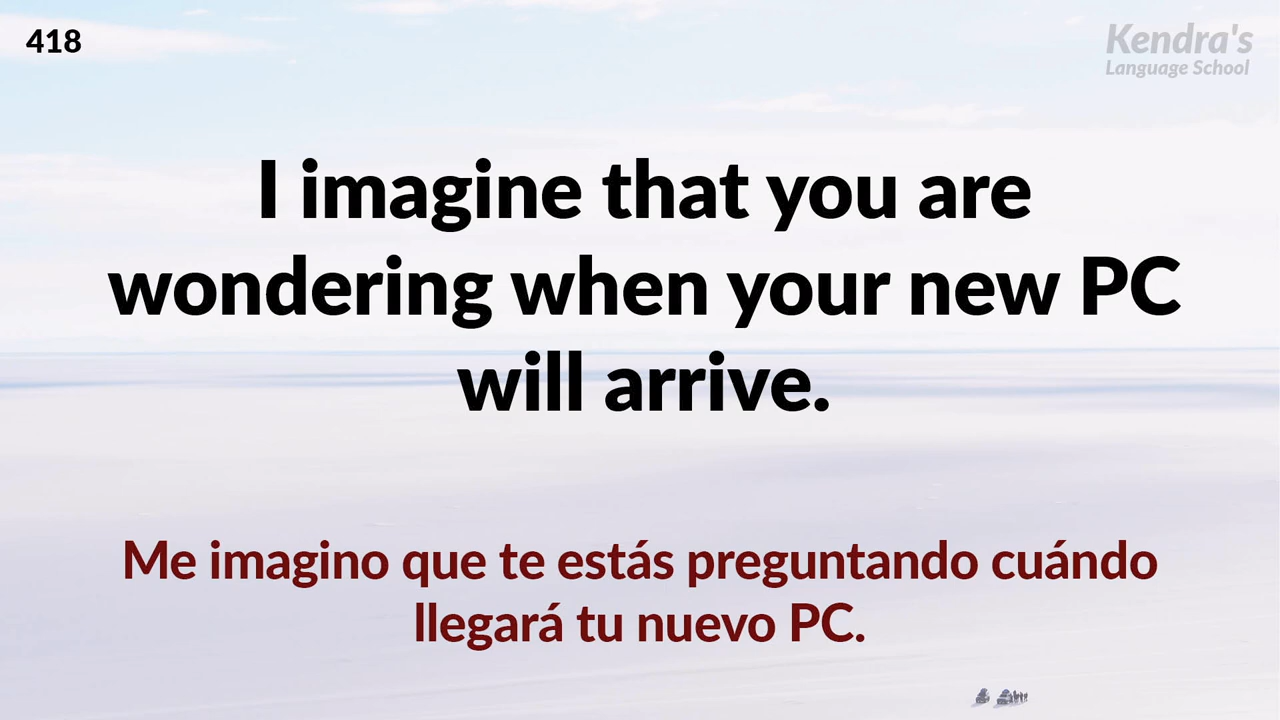 418
Kendra's
Language School
I imagine that you are
wondering when your new PC
will arrive.
Me imagino que te estás preguntando cuándo
llegará tu nuevo PC.